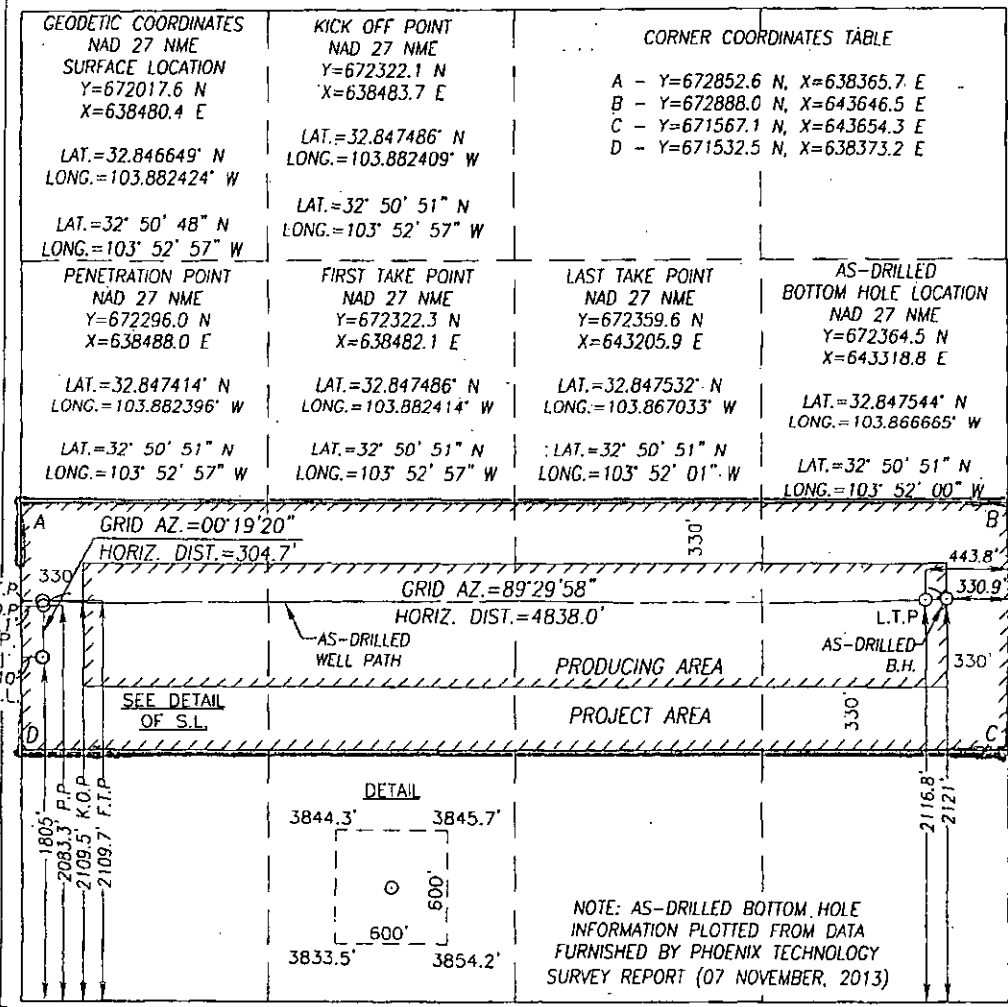 GEODETIC COORDINATES
NAD 27 NME
SURFACE LOCATION
Y=672017.6 N
X=638480.4 E
LAT.=32.846649° N
LONG.=103.882424° W
LAT.=32° 50' 48" N
LONG.=103° 52' 57" W
KICK OFF POINT
NAD 27 NME
Y=672322.1 N
X=638483.7 E
LAT.=32.847486° N
LONG.=103.882409° W
LAT.=32° 50' 51" N
LONG.=103° 52' 57" W
CORNER COORDINATES TABLE
A - Y=672852.6 N, X=638365.7 E
B - Y=672888.0 N, X=643646.5 E
C - Y=671567.1 N, X=643654.3 E
D - Y=671532.5 N, X=638373.2 E
PENETRATION POINT
NAD 27 NME
Y=672296.0 N
X=638488.0 E
LAT.=32.847414° N
LONG.=103.882396° W
LAT.=32° 50' 51" N
LONG.=103° 52' 57" W
FIRST TAKE POINT
NAD 27 NME
Y=672322.3 N
X=638482.1 E
LAT.=32.847486° N
LONG.=103.882414° W
LAT.=32° 50' 51" N
LONG.=103° 52' 57" W
LAST TAKE POINT
NAD 27 NME
Y=672359.6 N
X=643205.9 E
LAT.=32.847532° N
LONG.=103.867033° W
LAT.=32° 50' 51" N
LONG.=103° 52' 01" W
AS-DRILLED
BOTTOM HOLE LOCATION
NAD 27 NME
Y=672364.5 N
X=643318.8 E
LAT.=32.847544° N
LONG.=103.866665° W
LAT.=32° 50' 51" N
LONG.=103° 52' 00" W
A
B
GRID AZ.=00°19'20"
HORIZ. DIST.=304.7'
330'
330'
443.8'
GRID AZ.=89°29'58"
HORIZ. DIST.=4838.0'
330.9'
L.T.P
AS-DRILLED
WELL PATH
AS-DRILLED
B.H.
PRODUCING AREA
330'
SEE DETAIL
OF S.L.
PROJECT AREA
330'
D
C
1805'
2083.3' P.P
2109.5' K.O.P
2109.7' F.T.P
2116.8'
2121'
DETAIL
3844.3' 3845.7'
600'
600'
3833.5' 3854.2'
NOTE: AS-DRILLED BOTTOM HOLE
INFORMATION PLOTTED FROM DATA
FURNISHED BY PHOENIX TECHNOLOGY
SURVEY REPORT (07 NOVEMBER, 2013)